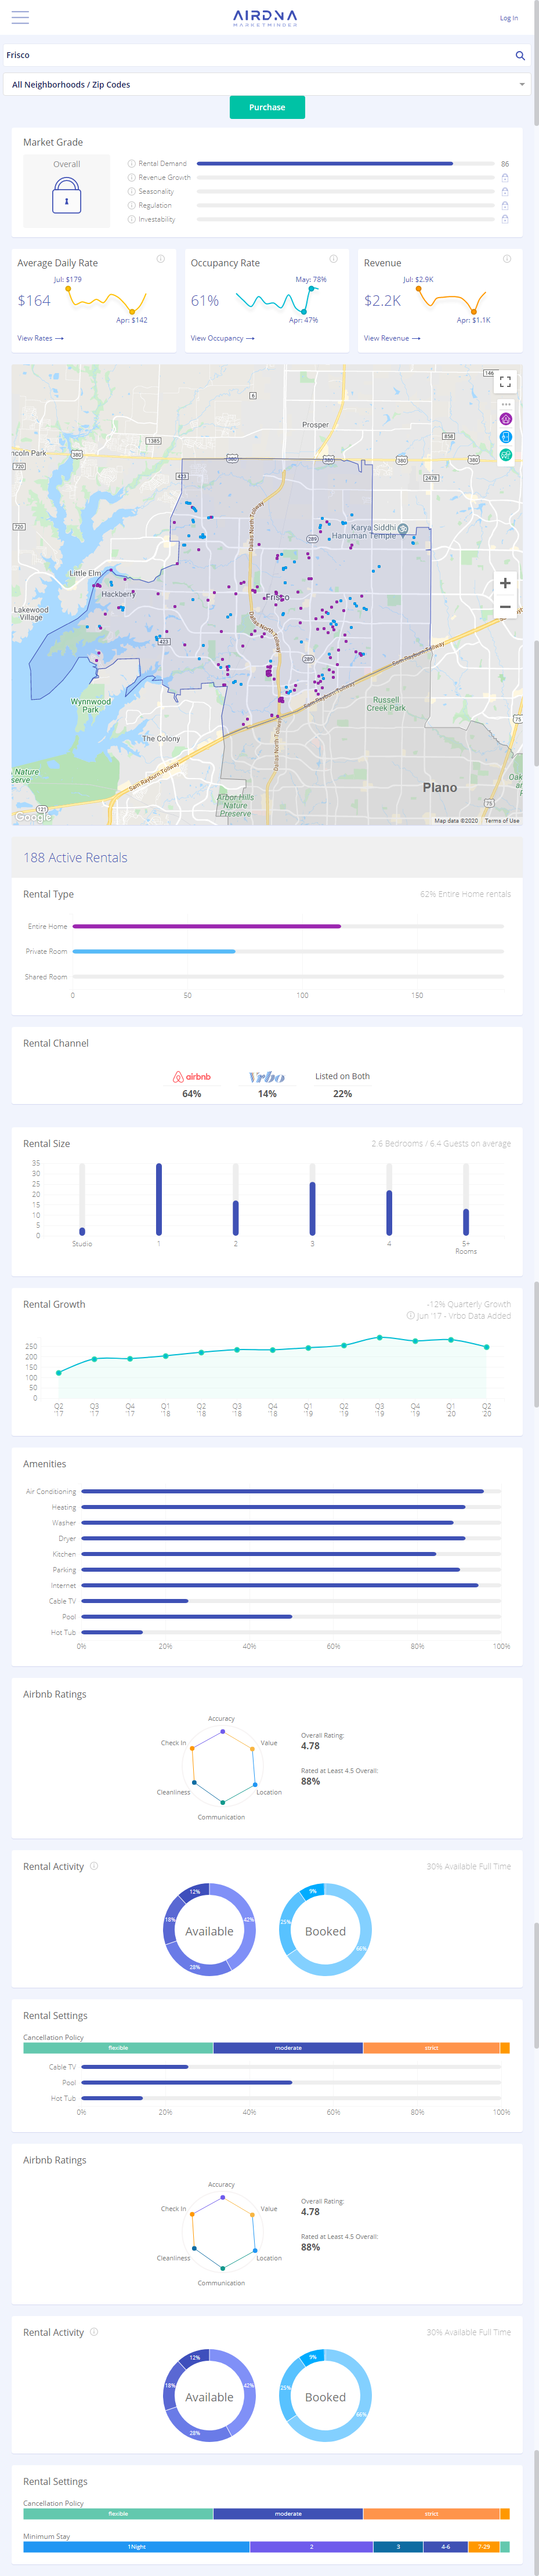 AIRDNA
MARKETMINDER
Log In
Frisco
All Neighborhoods / Zip Codes
Purchase
Market Grade
Overall
Rental Demand 86
Revenue Growth
Seasonality
Regulation
Investability
Average Daily Rate
Jul: $179
$164
Apr: $142
View Rates
Occupancy Rate
May: 78%
61%
Apr: 47%
View Occupancy
Revenue
Jul: $2.9K
$2.2K
Apr: $1.1K
View Revenue
Prosper
Lincoln Park
Karya Siddhi
Hanuman Temple
Little Elm
Hackberry
Frisco
Lakewood
Village
Dallas North Tollway
Dallas North Tollway
Sam Rayburn Tollway
Sam Rayburn Tollway
Wynnwood
Park
Russell
Creek Park
The Colony
Dallas North Tollway
Sam Rayburn Tollway
Nature
Arbor Hills
Nature
Preserve
Plano
Google
Map data ©2020 Terms of Use
188 Active Rentals
Rental Type
62% Entire Home rentals
Entire Home
Private Room
Shared Room
0 50 100 150
Rental Channel
airbnb Vrbo Listed on Both
64% 14% 22%
Rental Size
2.6 Bedrooms / 6.4 Guests on average
35
30
25
20
15
10
5
0
Studio 1 2 3 4 5+
Rooms
Rental Growth
-12% Quarterly Growth
Jun '17 - Vrbo Data Added
250
200
150
100
50
0
Q2 Q3 Q4 Q1 Q2 Q3 Q4 Q1 Q2 Q3 Q4 Q1 Q2
'17 '17 '17 '18 '18 '18 '18 '19 '19 '19 '19 '20 '20
Amenities
Air Conditioning
Heating
Washer
Dryer
Kitchen
Parking
Internet
Cable TV
Pool
Hot Tub
0% 20% 40% 60% 80% 100%
Airbnb Ratings
Accuracy
Check In
Value
Cleanliness
Location
Communication
Overall Rating:
4.78
Rated at Least 4.5 Overall:
88%
Rental Activity
30% Available Full Time
12%
18%
42%
28%
Available
9%
25%
66%
Booked
Rental Settings
Cancellation Policy
flexible moderate strict
Cable TV
Pool
Hot Tub
0% 20% 40% 60% 80% 100%
Airbnb Ratings
Accuracy
Check In
Value
Cleanliness
Location
Communication
Overall Rating:
4.78
Rated at Least 4.5 Overall:
88%
Rental Activity
30% Available Full Time
12%
18%
42%
28%
Available
9%
25%
66%
Booked
Rental Settings
Cancellation Policy
flexible moderate strict
Minimum Stay
1Night 2 3 4-6 7-29